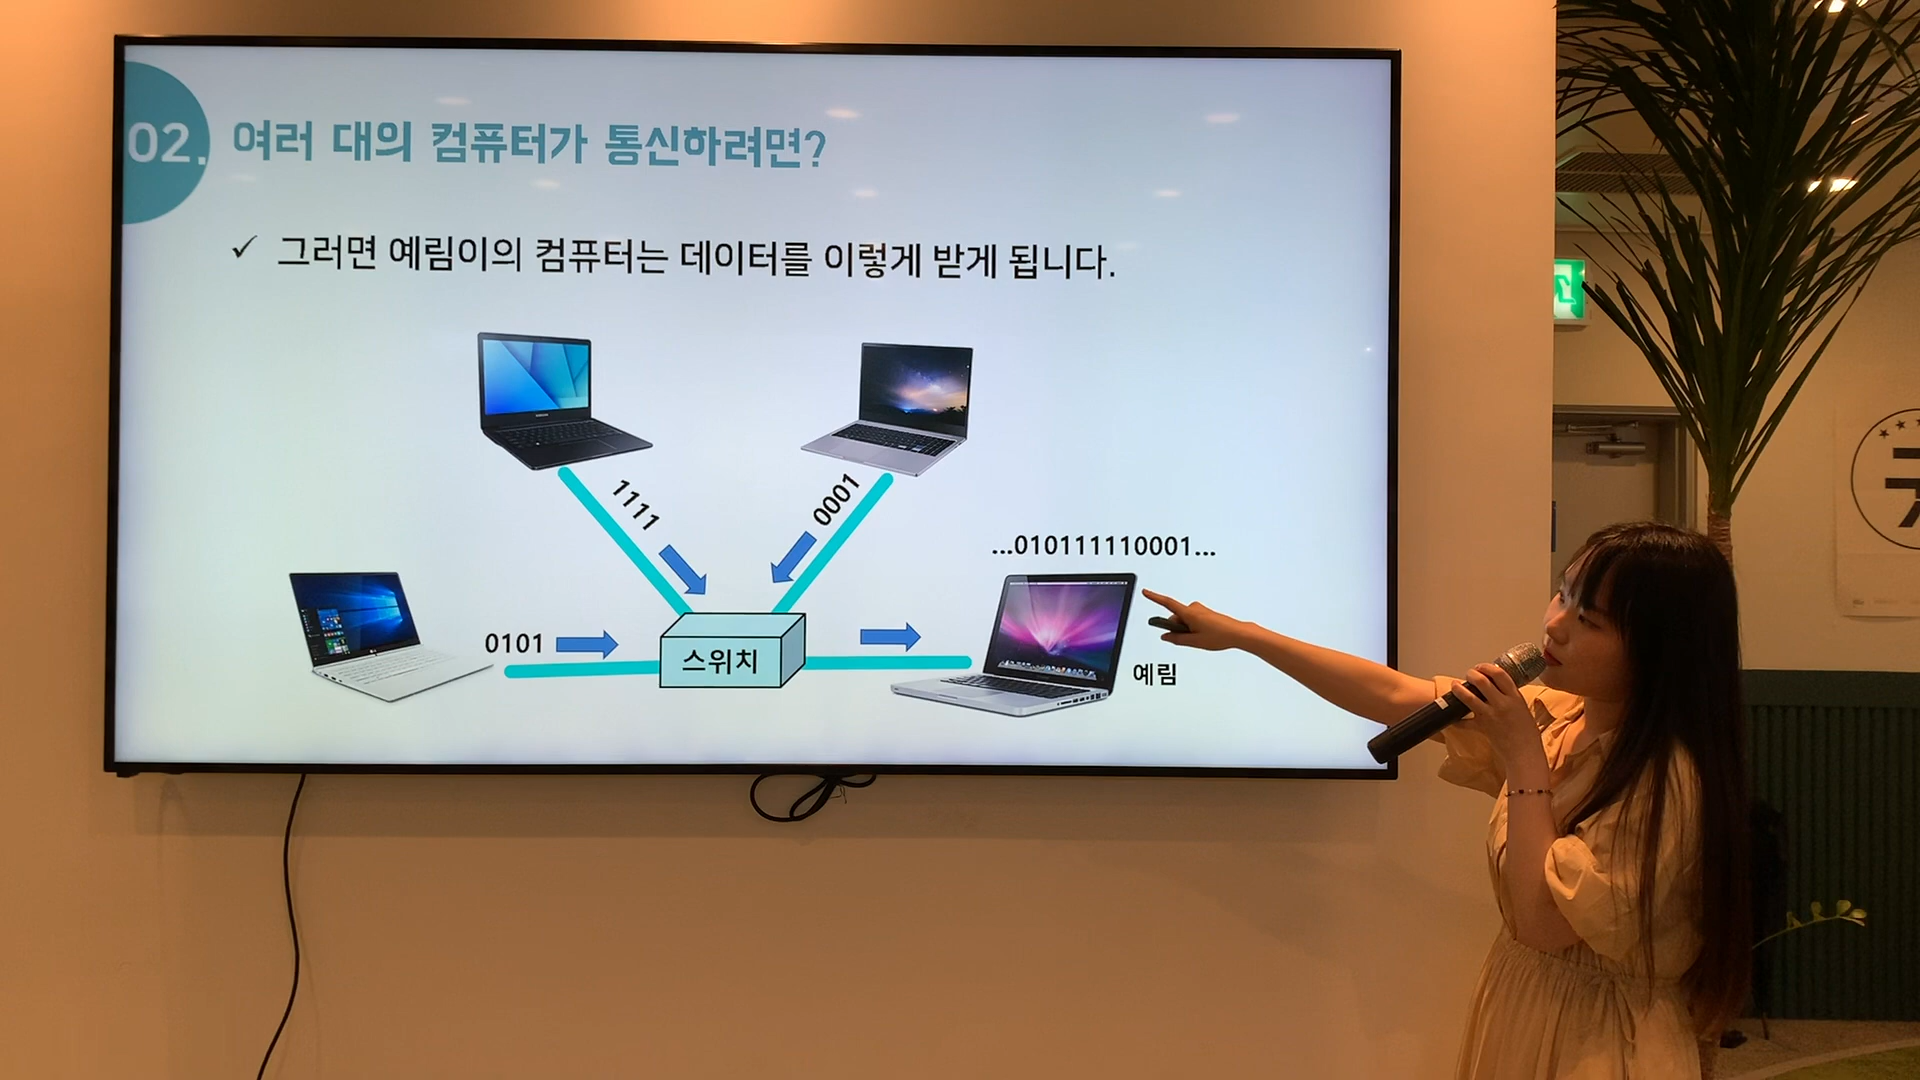 02. 여러 대의 컴퓨터가 통신하려면?
✓ 그러면 예림이의 컴퓨터는 데이터를 이렇게 받게 됩니다.
1111
0001
...010111110001...
0101
스위치
예림